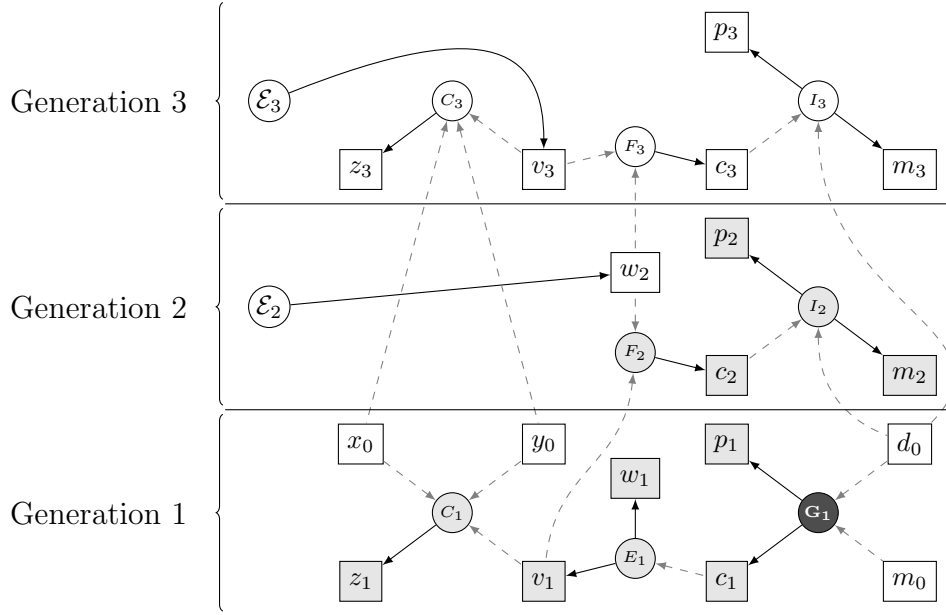 p₃
Generation 3
ℰ₃
C₃
I₃
F₃
z₃
v₃
c₃
m₃
p₂
w₂
Generation 2
ℰ₂
I₂
F₂
c₂
m₂
x₀
y₀
p₁
d₀
w₁
Generation 1
C₁
G₁
E₁
z₁
v₁
c₁
m₀